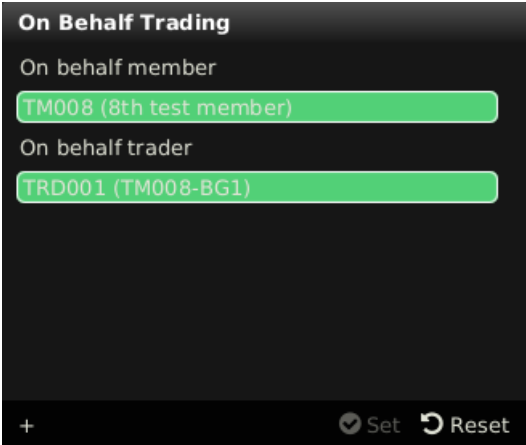 On Behalf Trading
On behalf member
TM008 (8th test member)
On behalf trader
TRD001 (TM008-BG1)
+ Set Reset